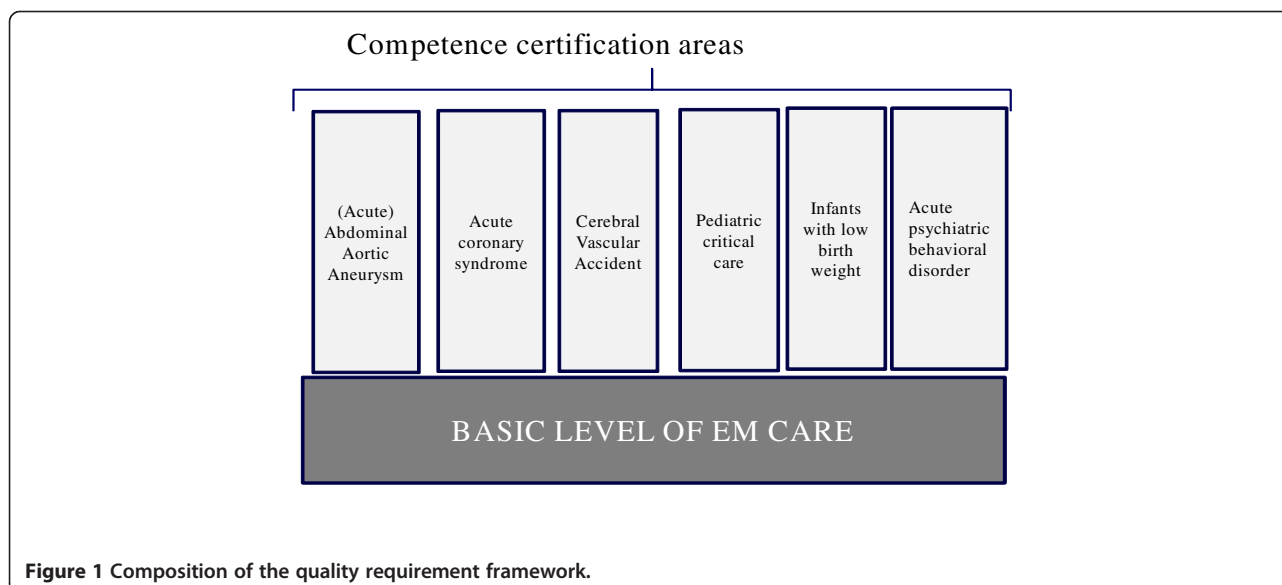 Competence certification areas
(Acute)
Abdominal
Aortic
Aneurysm
Acute
coronary
syndrome
Cerebral
Vascular
Accident
Pediatric
critical
care
Infants
with low
birth
weight
Acute
psychiatric
behavioral
disorder
BASIC LEVEL OF EM CARE
Figure 1 Composition of the quality requirement framework.